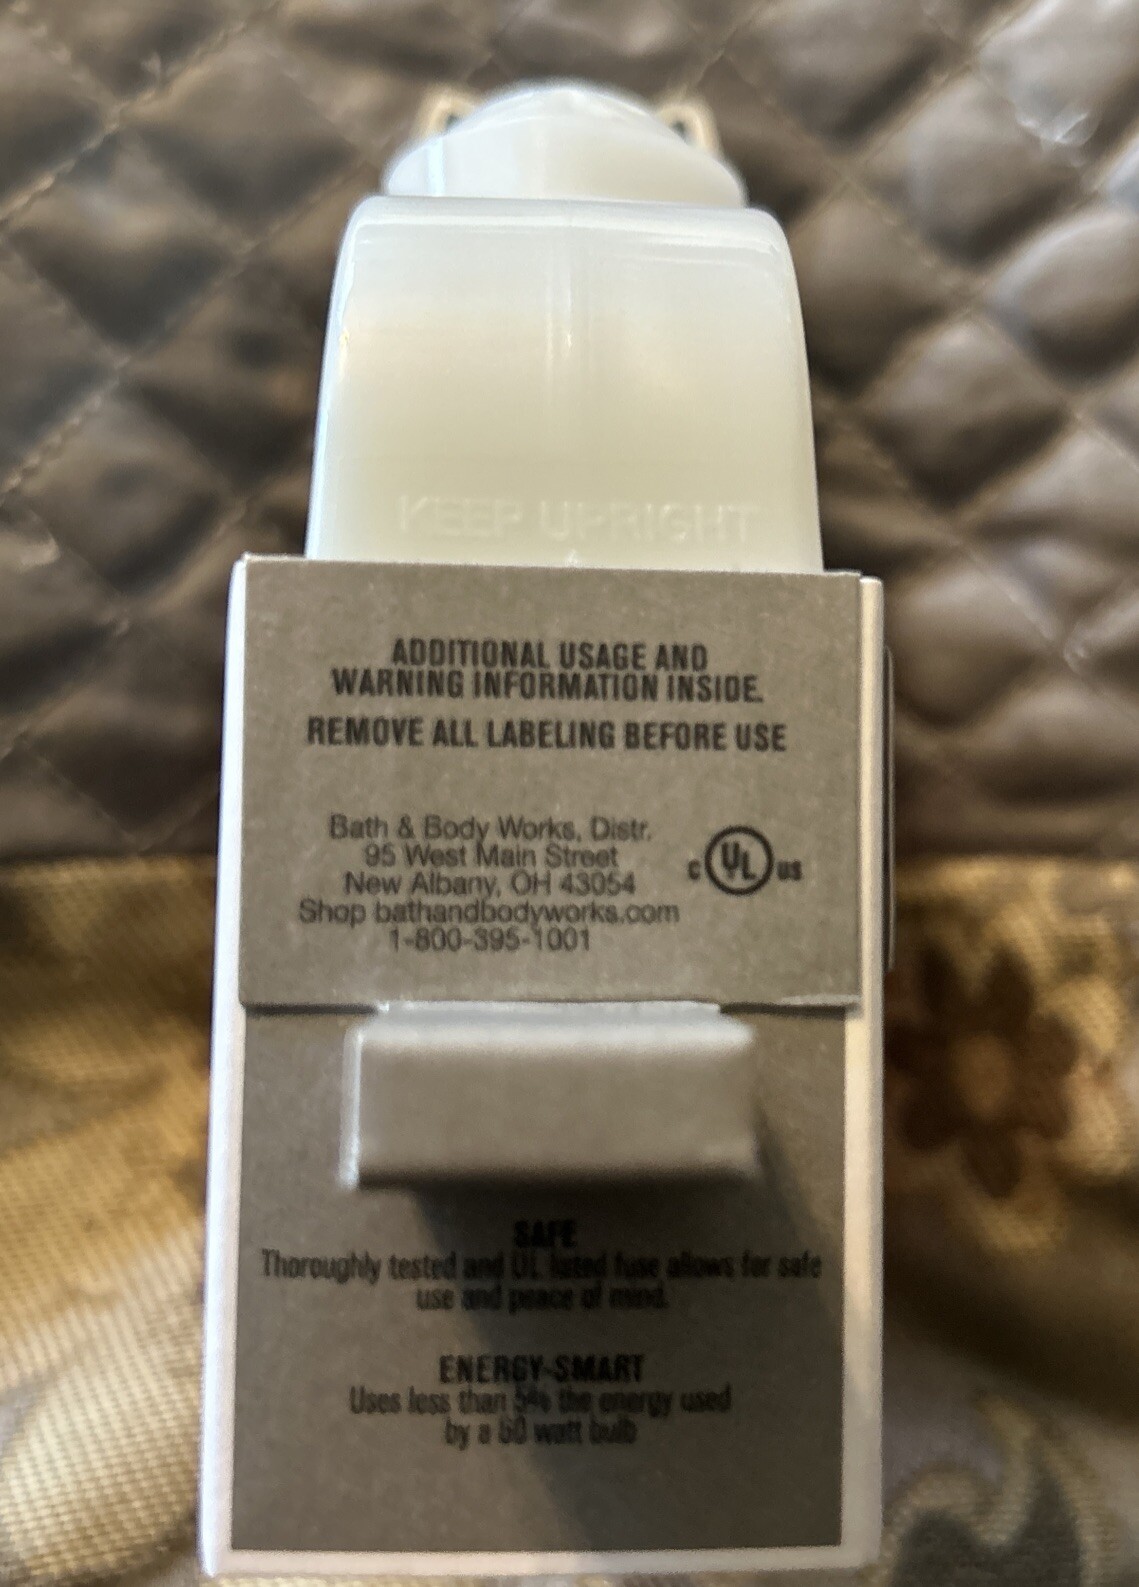 KEEP UPRIGHT
ADDITIONAL USAGE AND
WARNING INFORMATION INSIDE.
REMOVE ALL LABELING BEFORE USE
Bath & Body Works, Distr.
95 West Main Street
New Albany, OH 43054
Shop bathandbodyworks.com
1-800-395-1001
c UL us
SAFE
Thoroughly tested and UL listed fuse allows for safe
use and peace of mind.
ENERGY-SMART
Uses less than 5% the energy used
by a 60 watt bulb